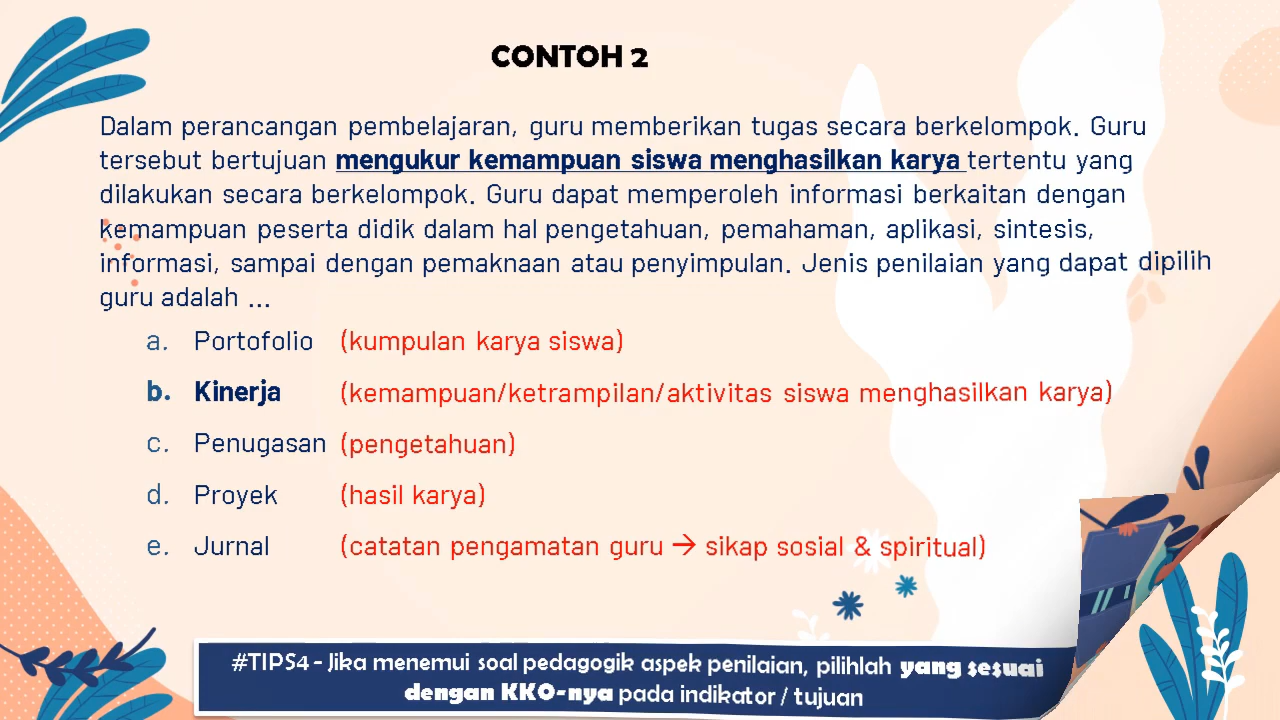 CONTOH 2
Dalam perancangan pembelajaran, guru memberikan tugas secara berkelompok. Guru
tersebut bertujuan mengukur kemampuan siswa menghasilkan karya tertentu yang
dilakukan secara berkelompok. Guru dapat memperoleh informasi berkaitan dengan
kemampuan peserta didik dalam hal pengetahuan, pemahaman, aplikasi, sintesis,
informasi, sampai dengan pemaknaan atau penyimpulan. Jenis penilaian yang dapat dipilih
guru adalah ...
a. Portofolio (kumpulan karya siswa)
b. Kinerja (kemampuan/ketrampilan/aktivitas siswa menghasilkan karya)
c. Penugasan (pengetahuan)
d. Proyek (hasil karya)
e. Jurnal (catatan pengamatan guru → sikap sosial & spiritual)
#TIPS4 - Jika menemui soal pedagogik aspek penilaian, pilihlah yang sesuai
dengan KKO-nya pada indikator / tujuan